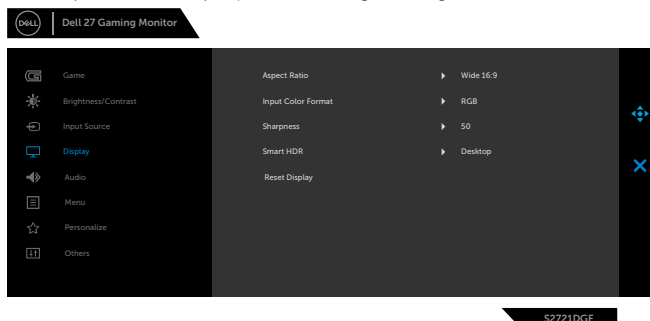 DELL
Dell 27 Gaming Monitor
Game
Aspect Ratio Wide 16:9
Brightness/Contrast Input Color Format RGB
Input Source Sharpness 50
Display Smart HDR Desktop
Audio Reset Display
Menu
Personalize
Others
S2721DGF